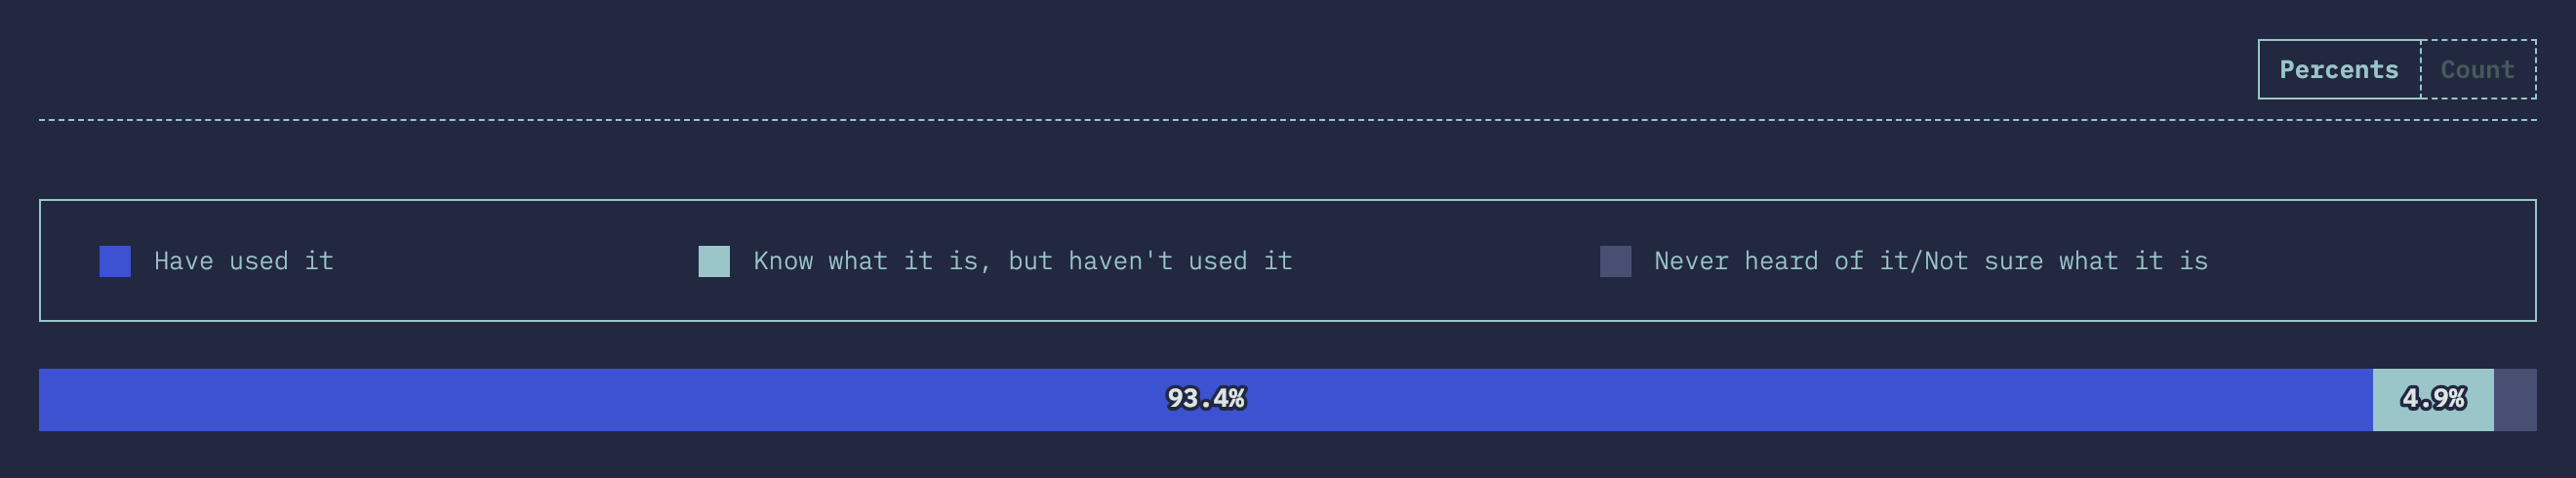 Percents Count
Have used it Know what it is, but haven't used it Never heard of it/Not sure what it is
93.4% 4.9%